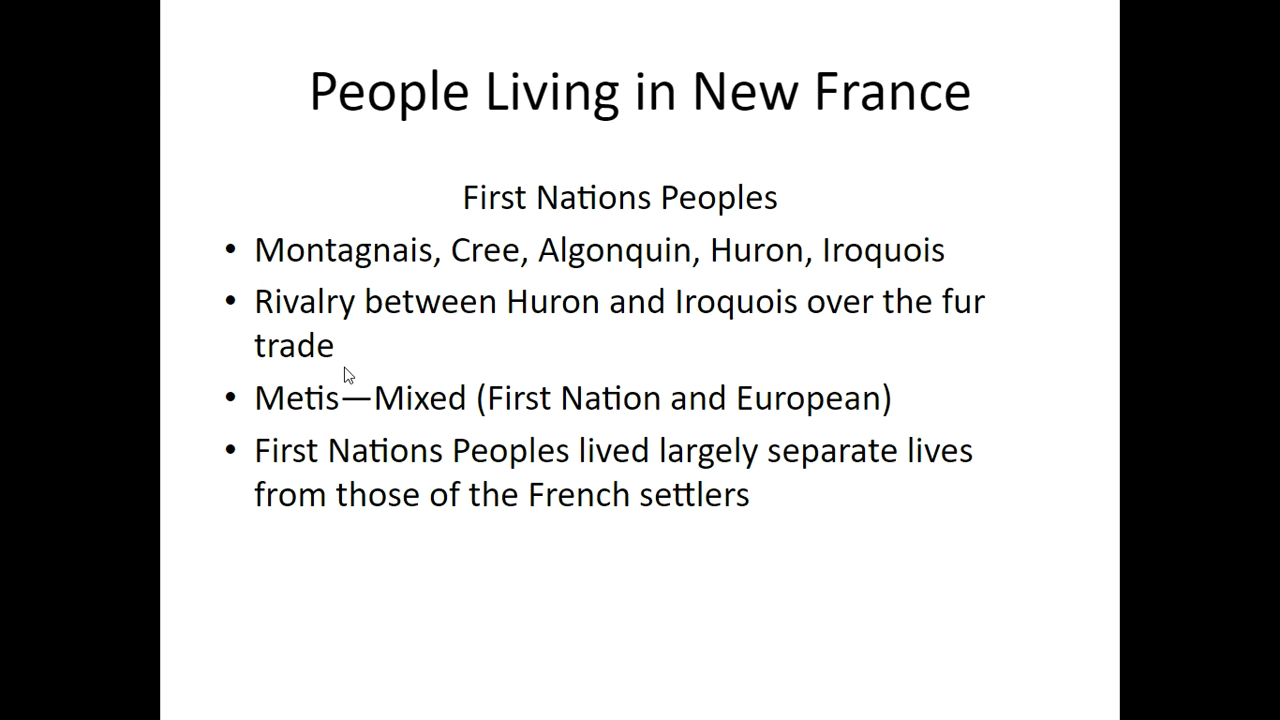 People Living in New France
First Nations Peoples
• Montagnais, Cree, Algonquin, Huron, Iroquois
• Rivalry between Huron and Iroquois over the fur
trade
• Metis—Mixed (First Nation and European)
• First Nations Peoples lived largely separate lives
from those of the French settlers